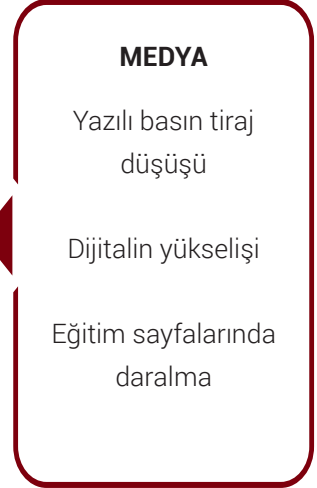 MEDYA
Yazılı basın tiraj
düşüşü
Dijitalin yükselişi
Eğitim sayfalarında
daralma